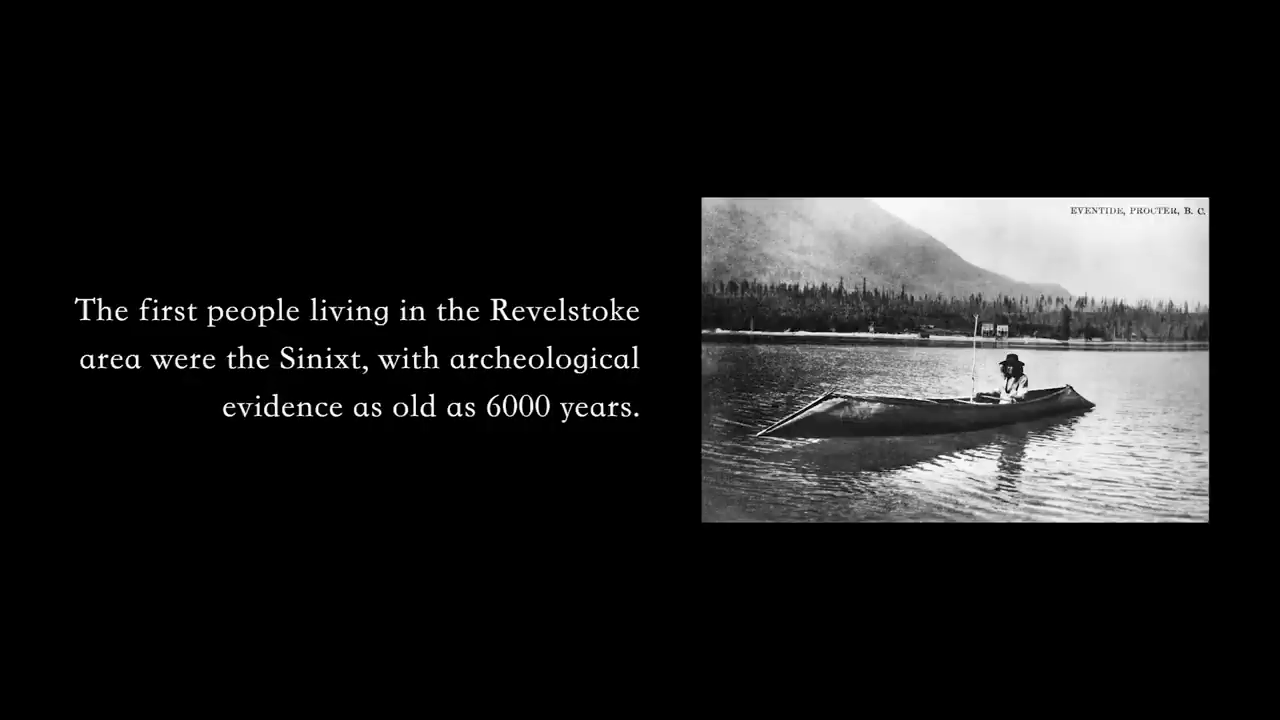 The first people living in the Revelstoke
area were the Sinixt, with archeological
evidence as old as 6000 years.
EVENTIDE, PROCTER, B. C.